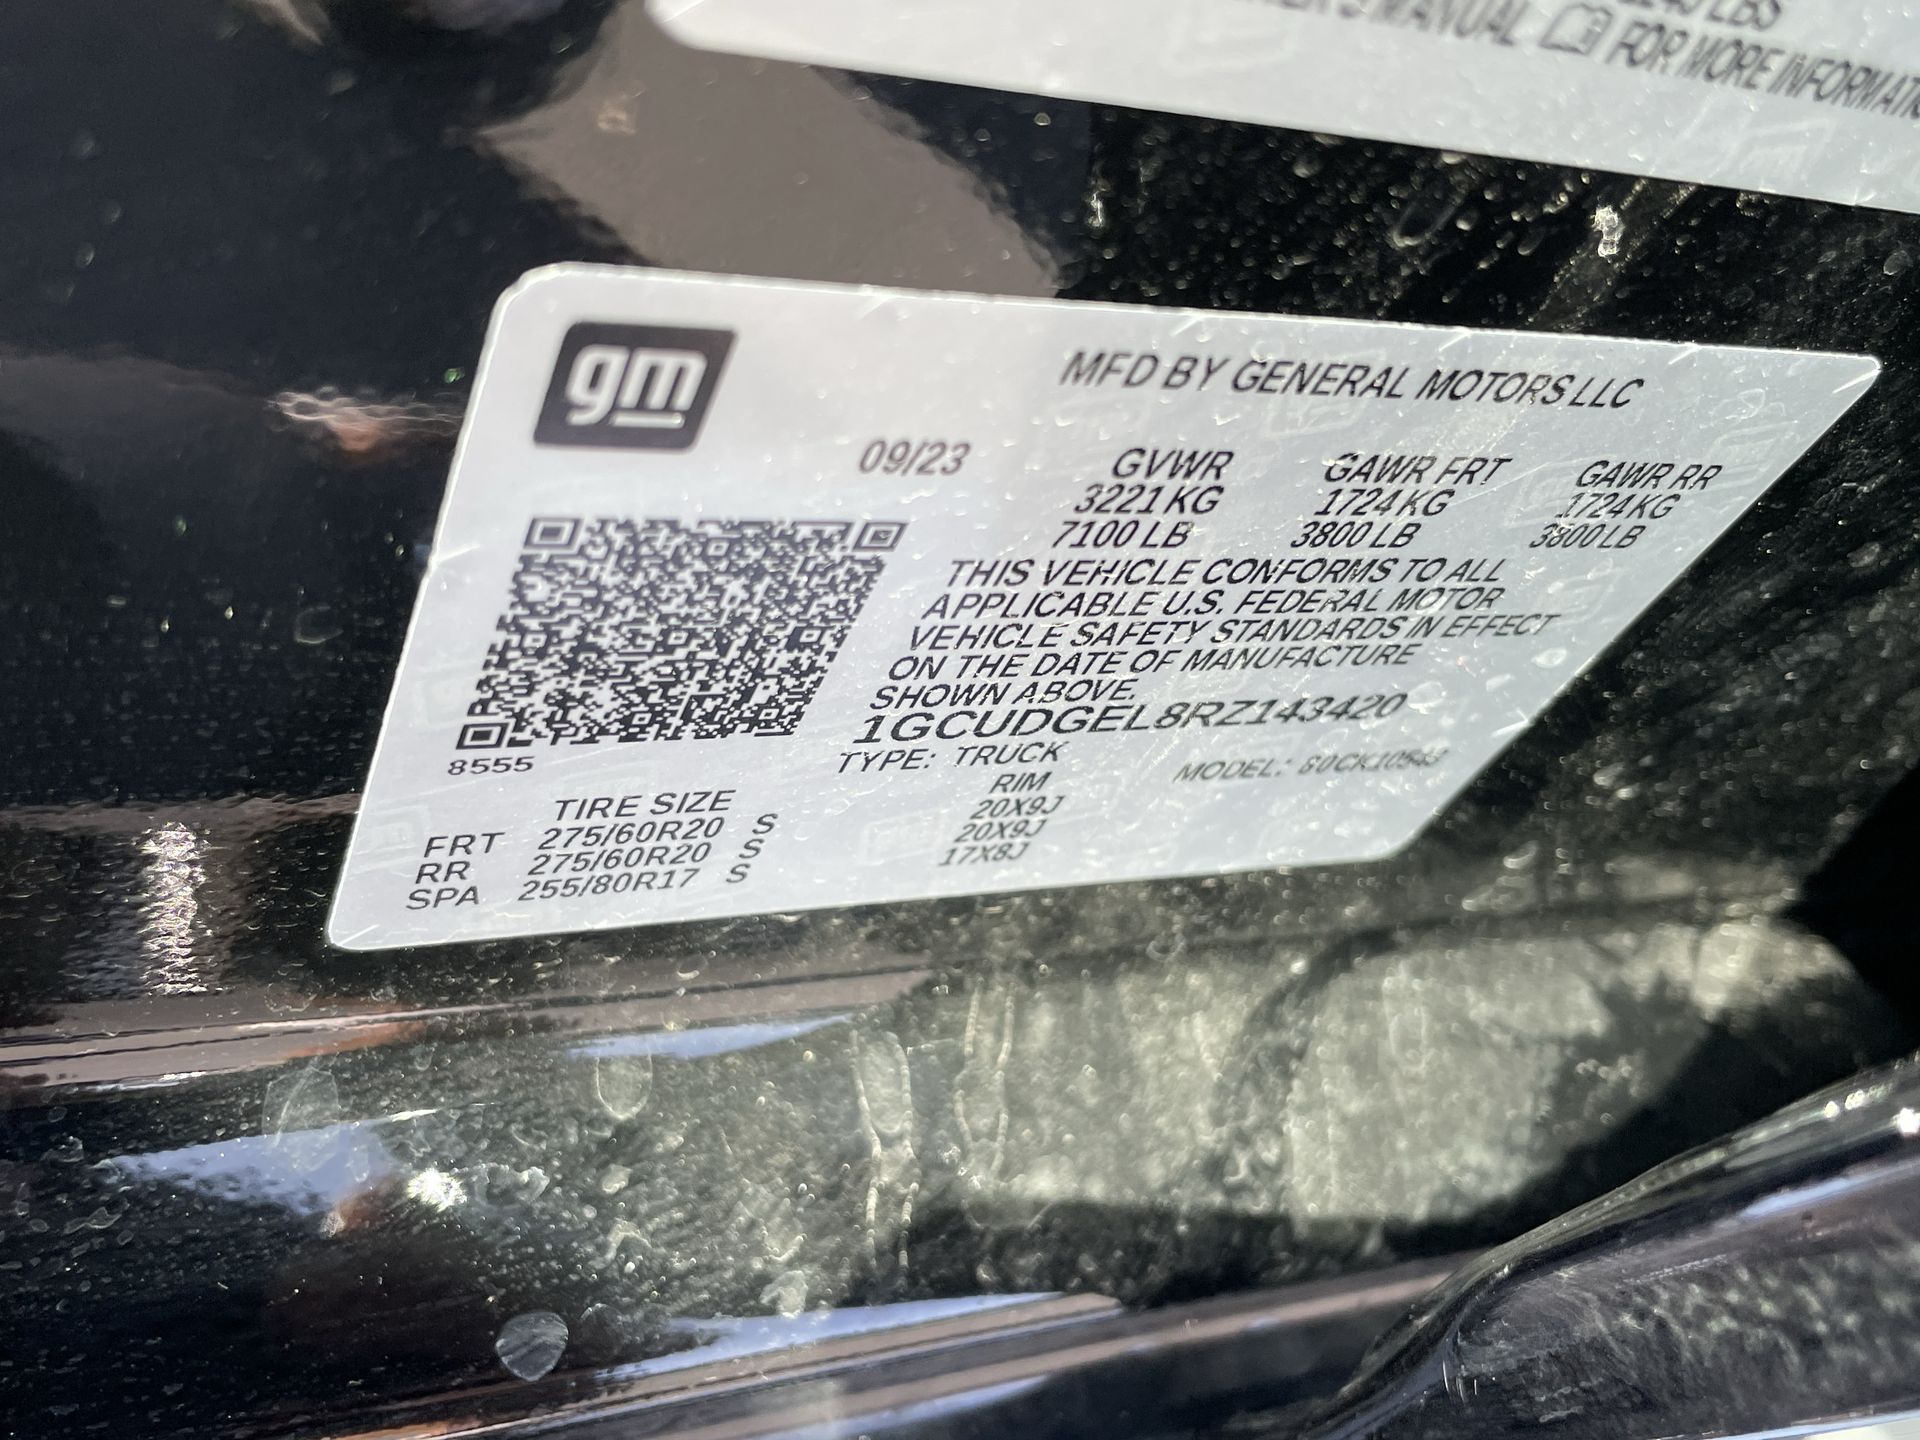 LBS
MANUAL FOR MORE INFORMATION
gm
MFD BY GENERAL MOTORS LLC
09/23
GVWR GAWR FRT GAWR RR
3221 KG 1724 KG 1724 KG
7100 LB 3800 LB 3800 LB
THIS VEHICLE CONFORMS TO ALL
APPLICABLE U.S. FEDERAL MOTOR
VEHICLE SAFETY STANDARDS IN EFFECT
ON THE DATE OF MANUFACTURE
SHOWN ABOVE.
1GCUDGEL8RZ143420
8555
TYPE: TRUCK MODEL:
TIRE SIZE RIM
FRT 275/60R20 S 20X9J
RR 275/60R20 S 20X9J
SPA 255/80R17 S 17X8J